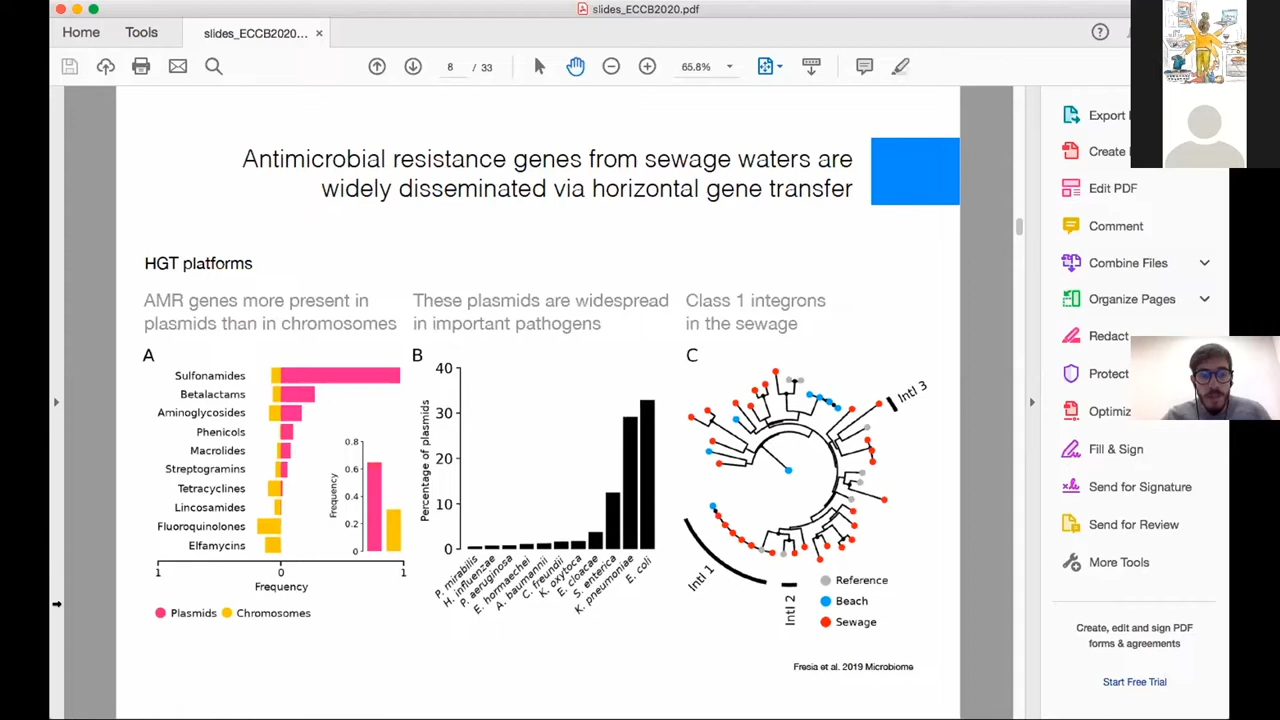 slides_ECCB2020.pdf
Home
Tools
slides_ECCB2020... ×
8 / 33
65.8%
Antimicrobial resistance genes from sewage waters are
widely disseminated via horizontal gene transfer
HGT platforms
AMR genes more present in
plasmids than in chromosomes
These plasmids are widespread
in important pathogens
Class 1 integrons
in the sewage
A
Sulfonamides
Betalactams
Aminoglycosides
Phenicols
Macrolides
Streptogramins
Tetracyclines
Lincosamides
Fluoroquinolones
Elfamycins
1 0 1
Frequency
Frequency
0.8
0.6
0.4
0.2
0
Plasmids
Chromosomes
B
Percentage of plasmids
40
30
20
10
0
P. mirabilis
H. influenzae
P. aeruginosa
E. hormaechei
A. baumannii
C. freundii
K. oxytoca
E. cloacae
S. enterica
K. pneumoniae
E. coli
C
Intl 3
Intl 1
Intl 2
Reference
Beach
Sewage
Fresia et al. 2019 Microbiome
Export
Create
Edit PDF
Comment
Combine Files
Organize Pages
Redact
Protect
Optimiz
Fill & Sign
Send for Signature
Send for Review
More Tools
Create, edit and sign PDF
forms & agreements
Start Free Trial